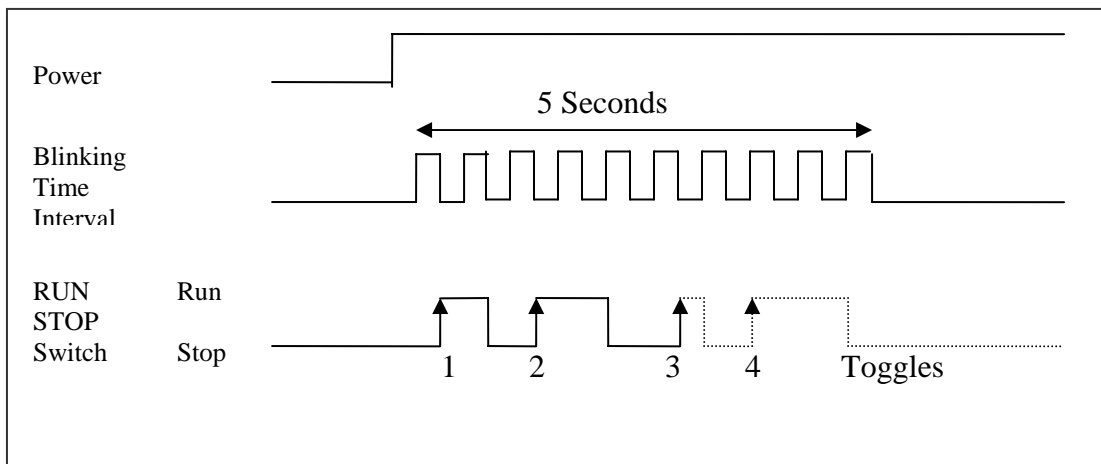 Power
5 Seconds
Blinking
Time
Interval
RUN Run
STOP
Switch Stop
1 2 3 4 Toggles